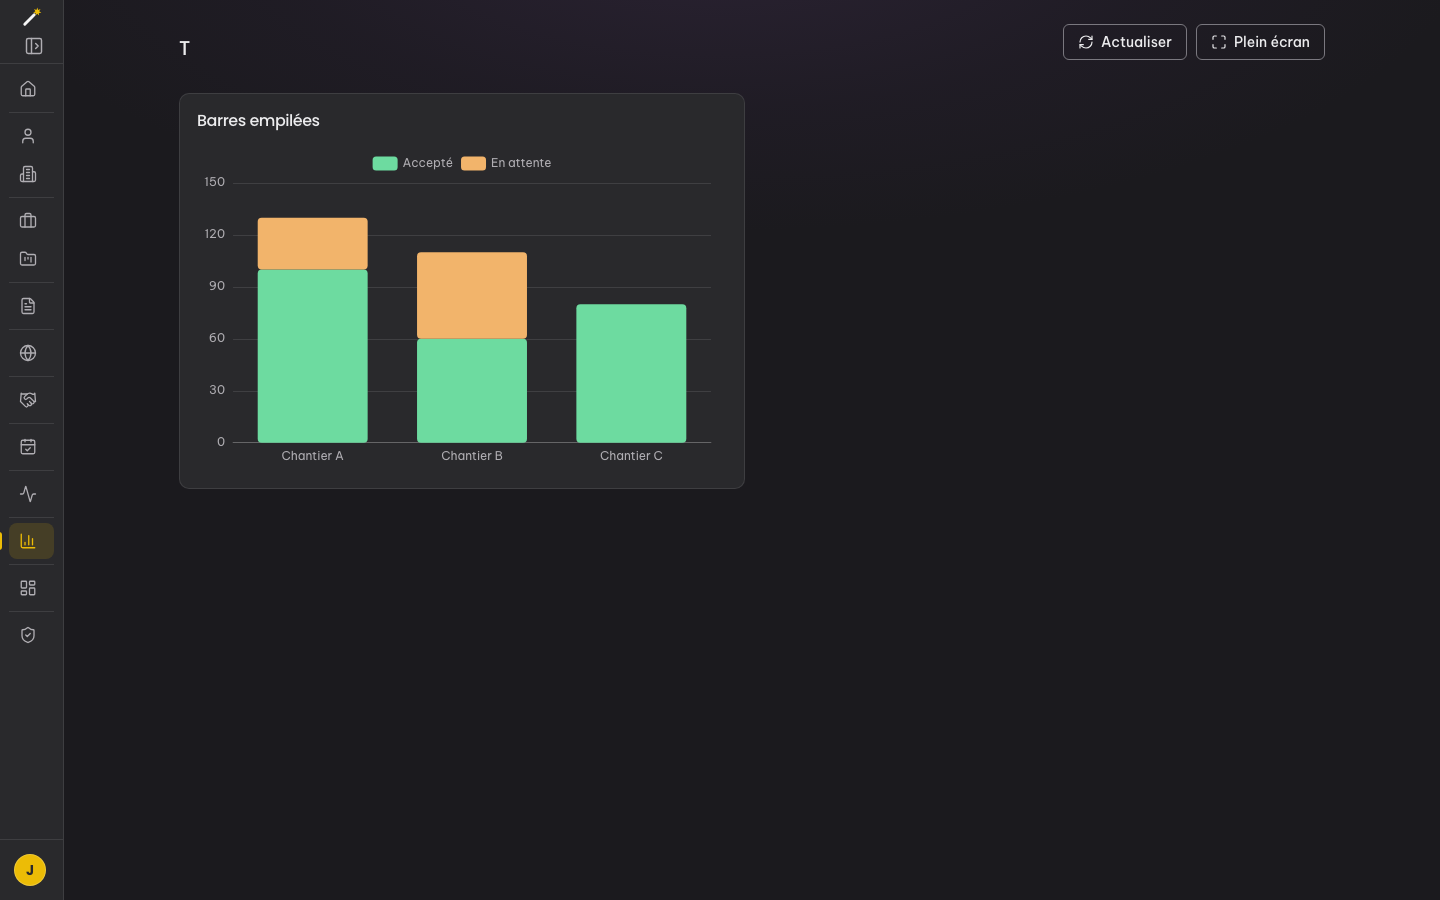 T
Actualiser
Plein écran
Barres empilées
Accepté
En attente
150
120
90
60
30
0
Chantier A
Chantier B
Chantier C
J